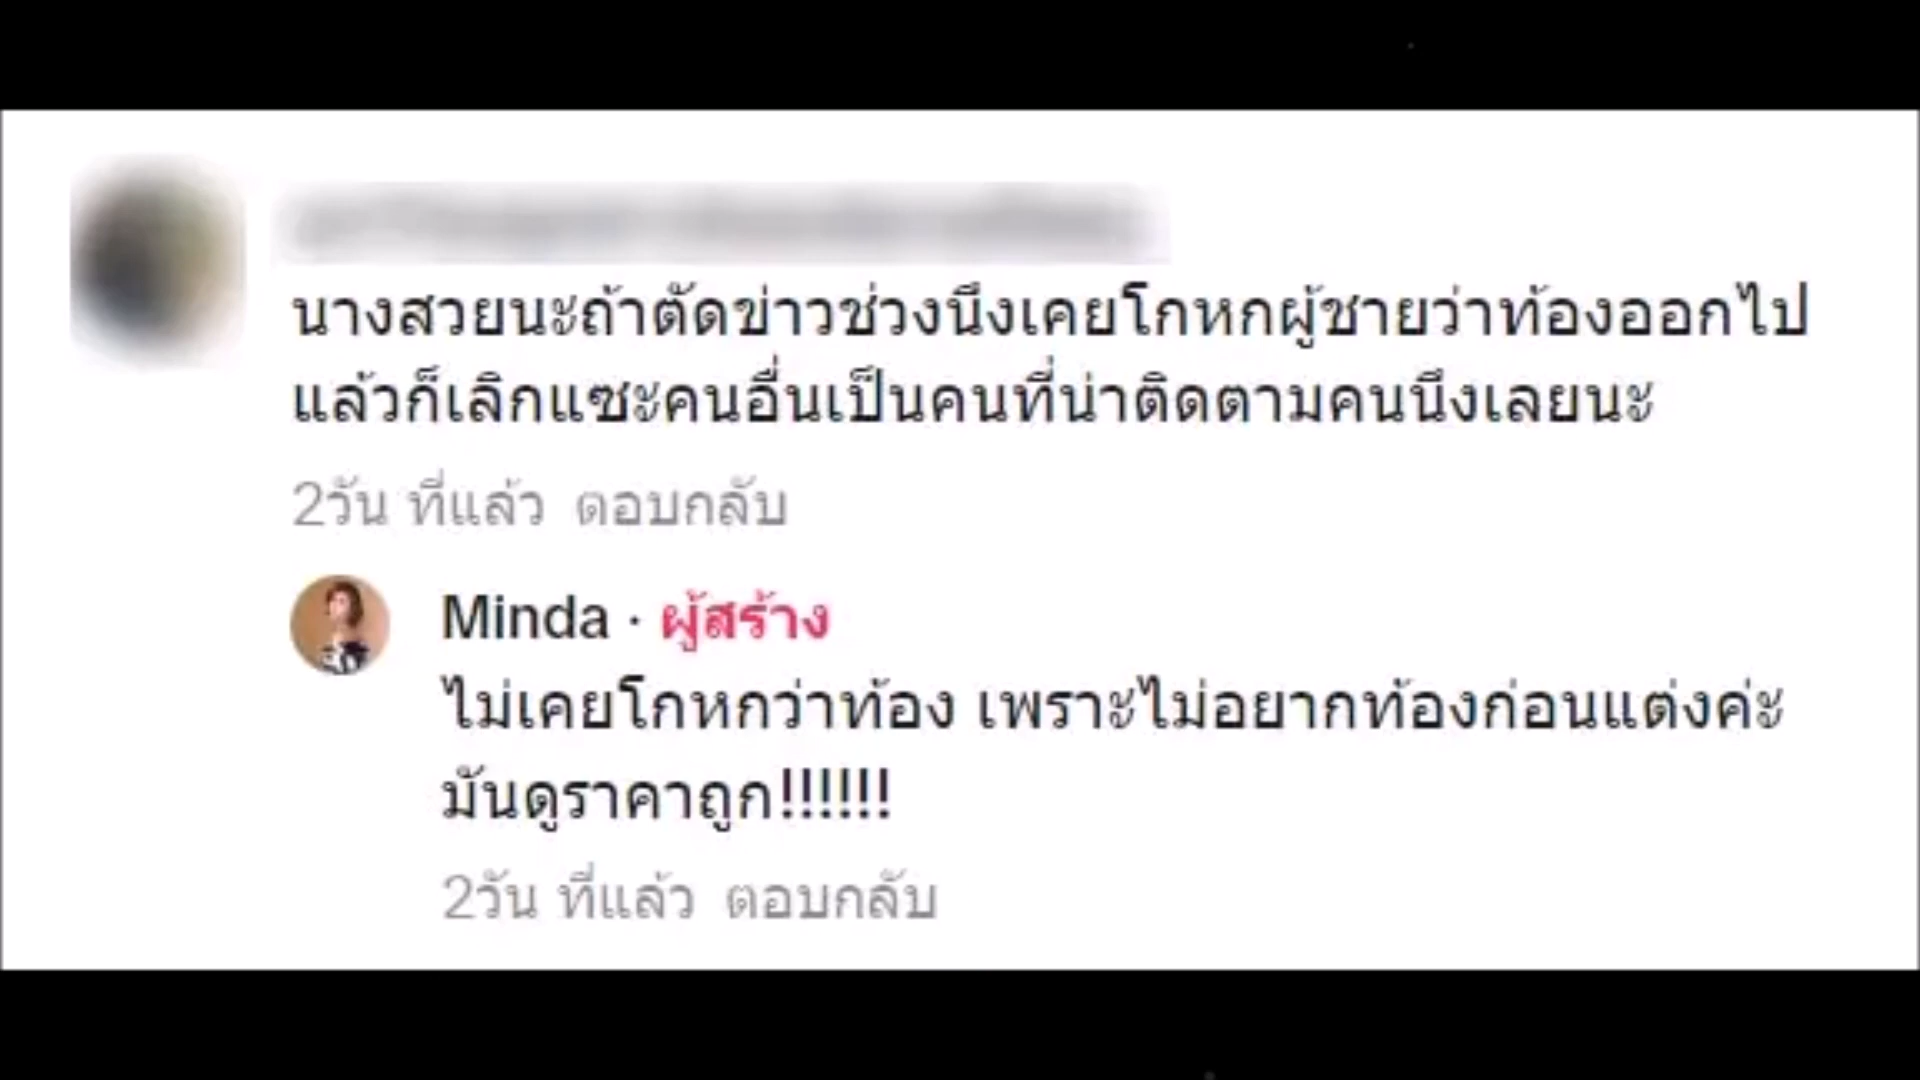 นางสวยนะถ้าตัดข่าวช่วงนึงเคยโกหกผู้ชายว่าท้องออกไป
แล้วก็เลิกแซะคนอื่นเป็นคนที่น่าติดตามคนนึงเลยนะ
2วัน ที่แล้ว ตอบกลับ
Minda · ผู้สร้าง
ไม่เคยโกหกว่าท้อง เพราะไม่อยากท้องก่อนแต่งค่ะ
มันดูราคาถูก!!!!!!
2วัน ที่แล้ว ตอบกลับ